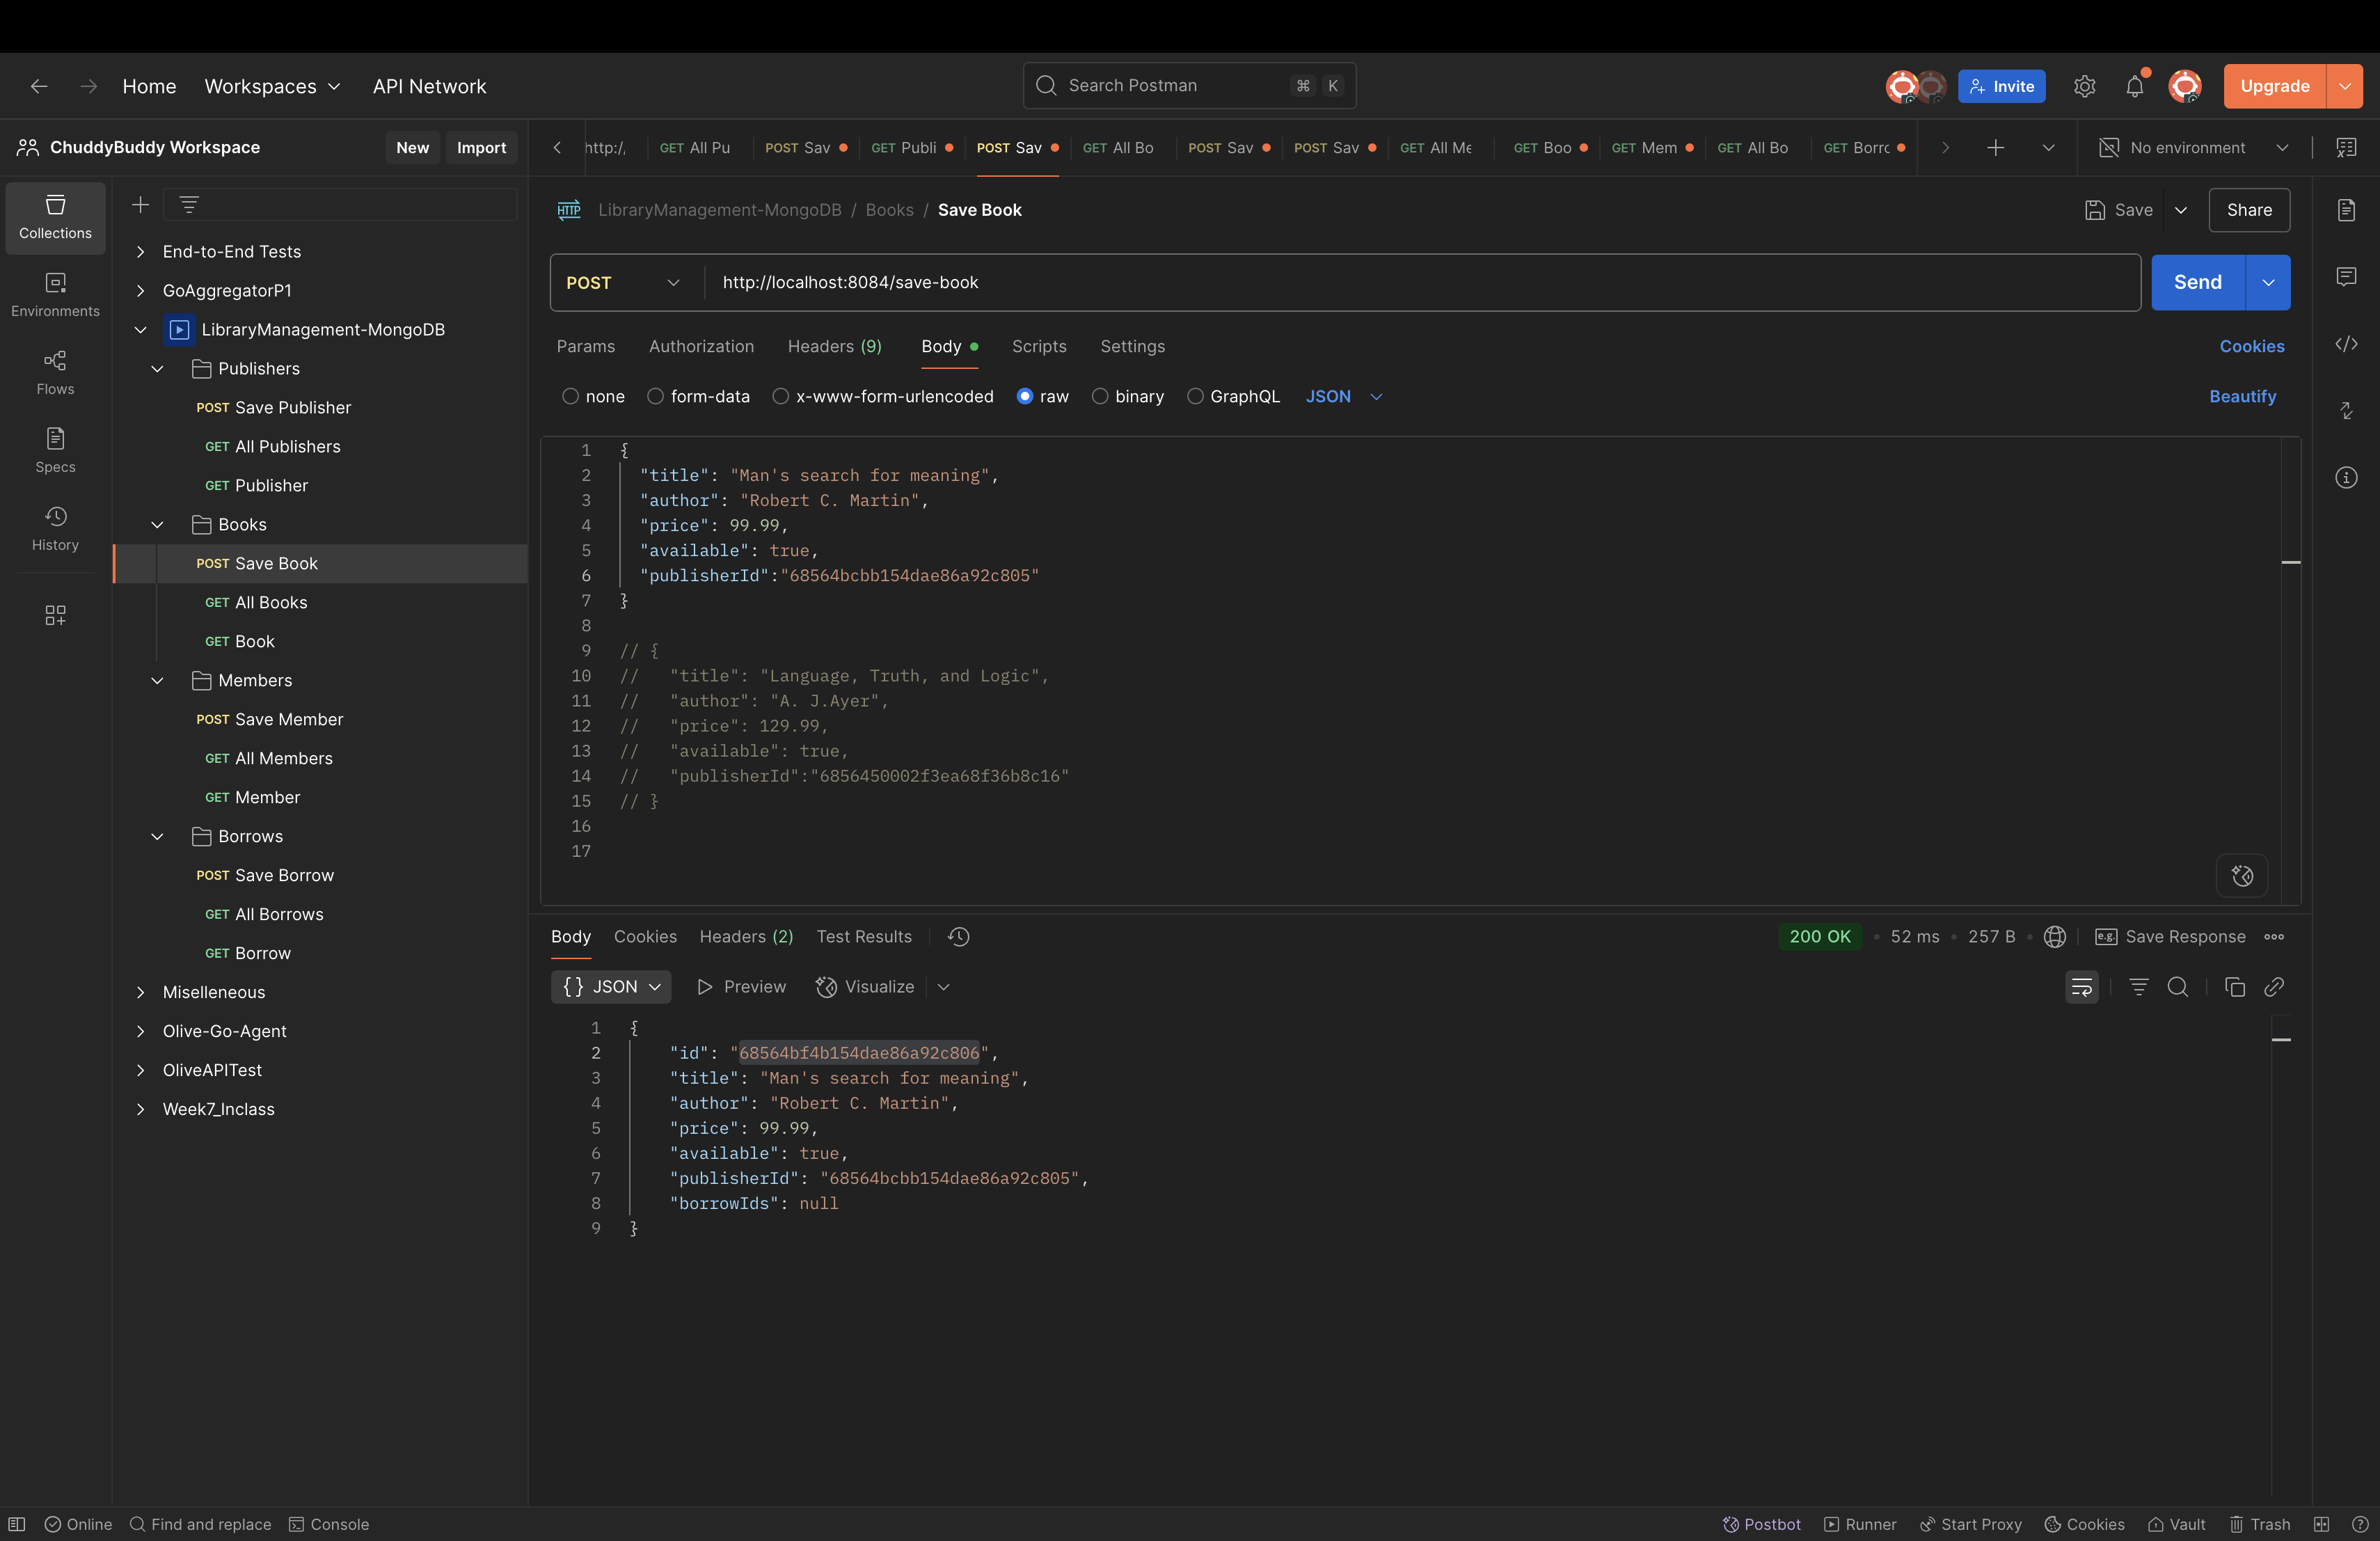 Home Workspaces API Network
Search Postman ⌘ K
Invite
Upgrade
ChuddyBuddy Workspace New Import
http:/, GET All Pu POST Sav GET Publi POST Sav GET All Bo POST Sav POST Sav GET All Me GET Boo GET Mem GET All Bo GET Borrc
No environment
Collections
Environments
Flows
Specs
History
End-to-End Tests
GoAggregatorP1
LibraryManagement-MongoDB
Publishers
POST Save Publisher
GET All Publishers
GET Publisher
Books
POST Save Book
GET All Books
GET Book
Members
POST Save Member
GET All Members
GET Member
Borrows
POST Save Borrow
GET All Borrows
GET Borrow
Miselleneous
Olive-Go-Agent
OliveAPITest
Week7_Inclass
HTTP LibraryManagement-MongoDB / Books / Save Book
Save Share
POST http://localhost:8084/save-book Send
Params Authorization Headers (9) Body Scripts Settings Cookies
none form-data x-www-form-urlencoded raw binary GraphQL JSON Beautify
1 {
2 "title": "Man's search for meaning",
3 "author": "Robert C. Martin",
4 "price": 99.99,
5 "available": true,
6 "publisherId":"68564bcbb154dae86a92c805"
7 }
8
9 // {
10 // "title": "Language, Truth, and Logic",
11 // "author": "A. J.Ayer",
12 // "price": 129.99,
13 // "available": true,
14 // "publisherId":"6856450002f3ea68f36b8c16"
15 // }
16
17
Body Cookies Headers (2) Test Results
200 OK • 52 ms • 257 B • e.g. Save Response
{} JSON Preview Visualize
1 {
2 "id": "68564bf4b154dae86a92c806",
3 "title": "Man's search for meaning",
4 "author": "Robert C. Martin",
5 "price": 99.99,
6 "available": true,
7 "publisherId": "68564bcbb154dae86a92c805",
8 "borrowIds": null
9 }
Online Find and replace Console
Postbot Runner Start Proxy Cookies Vault Trash